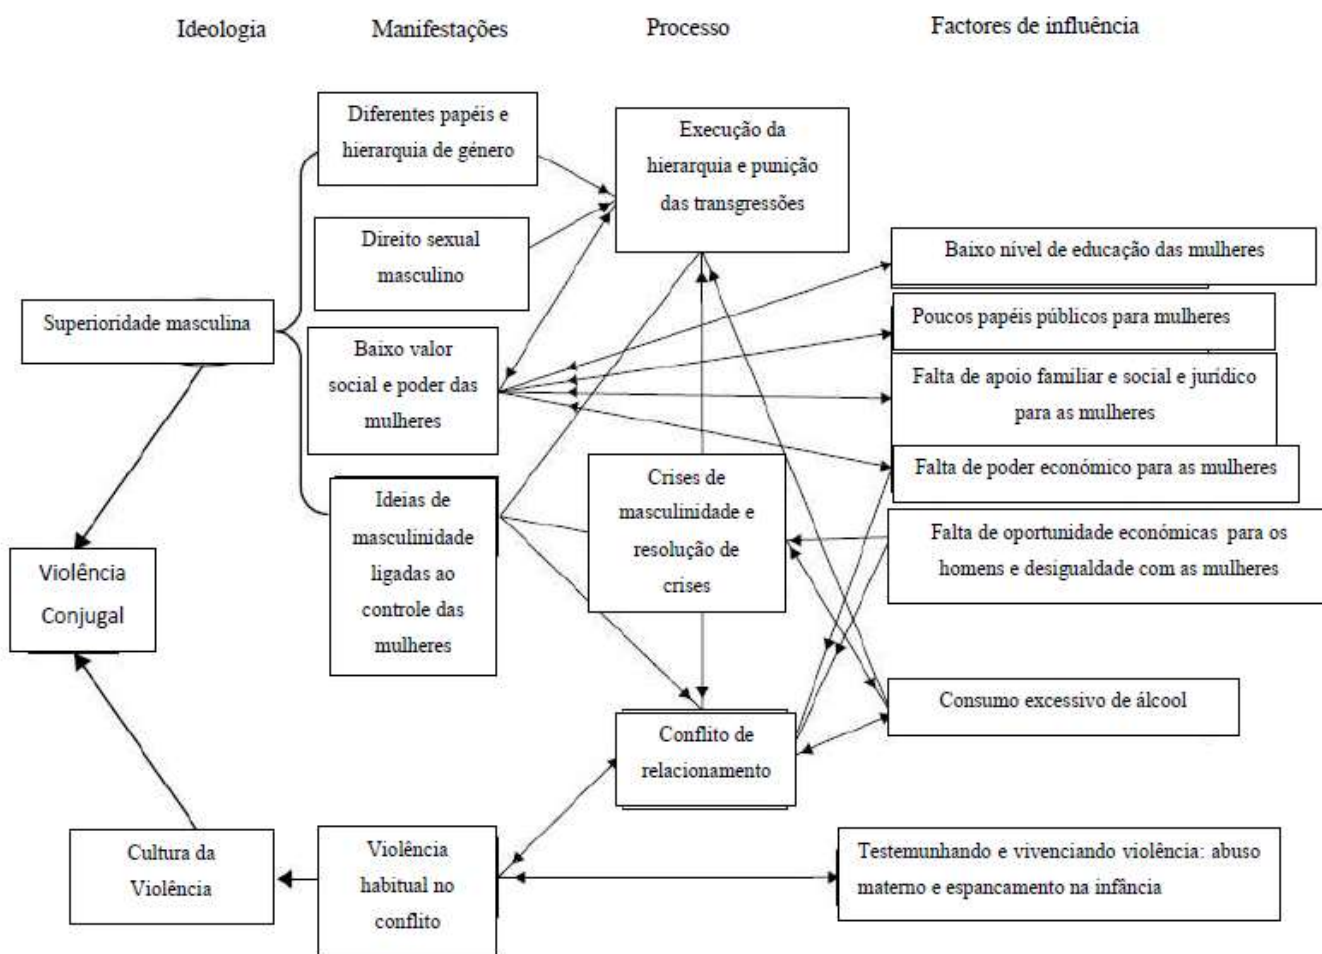 Ideologia
Manifestações
Processo
Factores de influência
Diferentes papéis e
hierarquia de género
Execução da
hierarquia e punição
das transgressões
Direito sexual
masculino
Baixo nível de educação das mulheres
Superioridade masculina
Poucos papéis públicos para mulheres
Baixo valor
social e poder das
mulheres
Falta de apoio familiar e social e jurídico
para as mulheres
Falta de poder económico para as mulheres
Crises de
masculinidade e
resolução de
crises
Ideias de
masculinidade
ligadas ao
controle das
mulheres
Falta de oportunidade económicas para os
homens e desigualdade com as mulheres
Violência
Conjugal
Consumo excessivo de álcool
Conflito de
relacionamento
Cultura da
Violência
Violência
habitual no
conflito
Testemunhando e vivenciando violência: abuso
materno e espancamento na infância